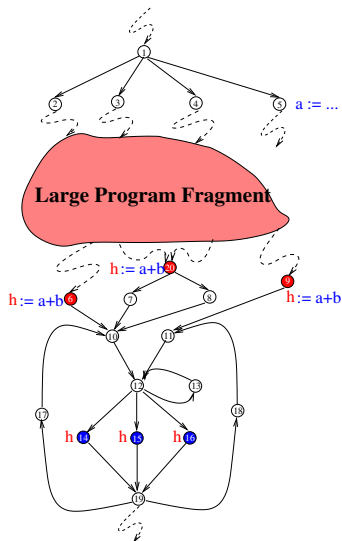 1
2 3 4 5 a := ...
Large Program Fragment
h := a+b 20
h := a+b 6 7 8 9
h := a+b
10 11
12 13
17 18
h 14 h 15 h 16
19